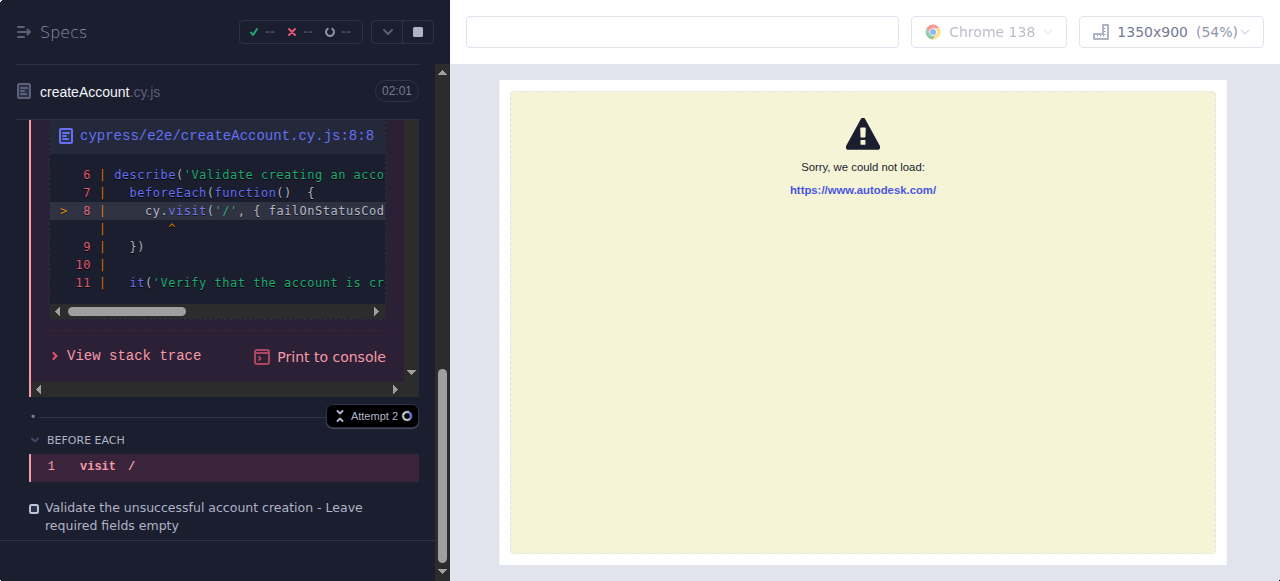 Specs
--
--
--
createAccount.cy.js
02:01
cypress/e2e/createAccount.cy.js:8:8
6 | describe('Validate creating an acco
7 | beforeEach(function() {
> 8 | cy.visit('/', { failOnStatusCod
| ^
9 | })
10 |
11 | it('Verify that the account is cr
View stack trace
Print to console
Attempt 2
BEFORE EACH
1 visit /
Validate the unsuccessful account creation - Leave
required fields empty
Chrome 138
1350x900 (54%)
Sorry, we could not load:
https://www.autodesk.com/